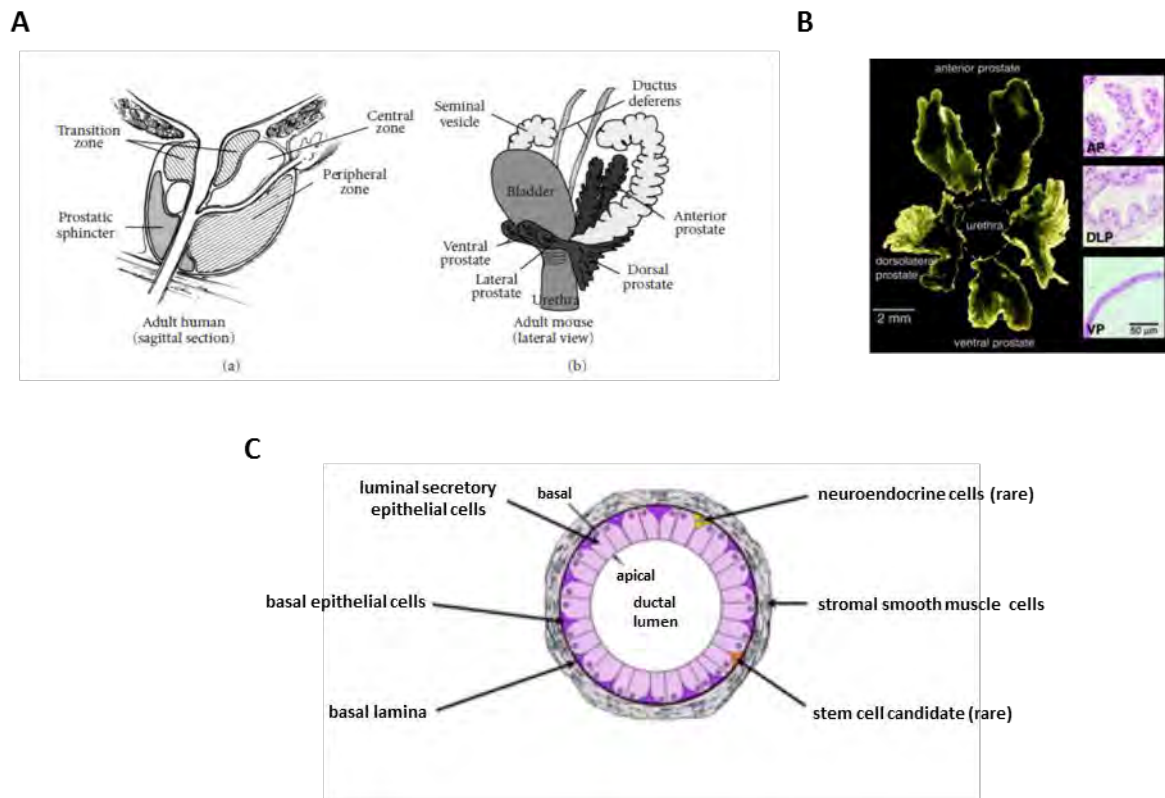 A
B
Transition
zone
Central
zone
Peripheral
zone
Prostatic
sphincter
Adult human
(sagittal section)
(a)
Seminal
vesicle
Ductus
deferens
Bladder
Anterior
prostate
Ventral
prostate
Lateral
prostate
Dorsal
prostate
Urethra
Adult mouse
(lateral view)
(b)
anterior prostate
urethra
dorsolateral
prostate
2 mm
ventral prostate
AP
DLP
VP
50 µm
C
luminal secretory
epithelial cells
basal
neuroendocrine cells (rare)
apical
basal epithelial cells
ductal
lumen
stromal smooth muscle cells
basal lamina
stem cell candidate (rare)